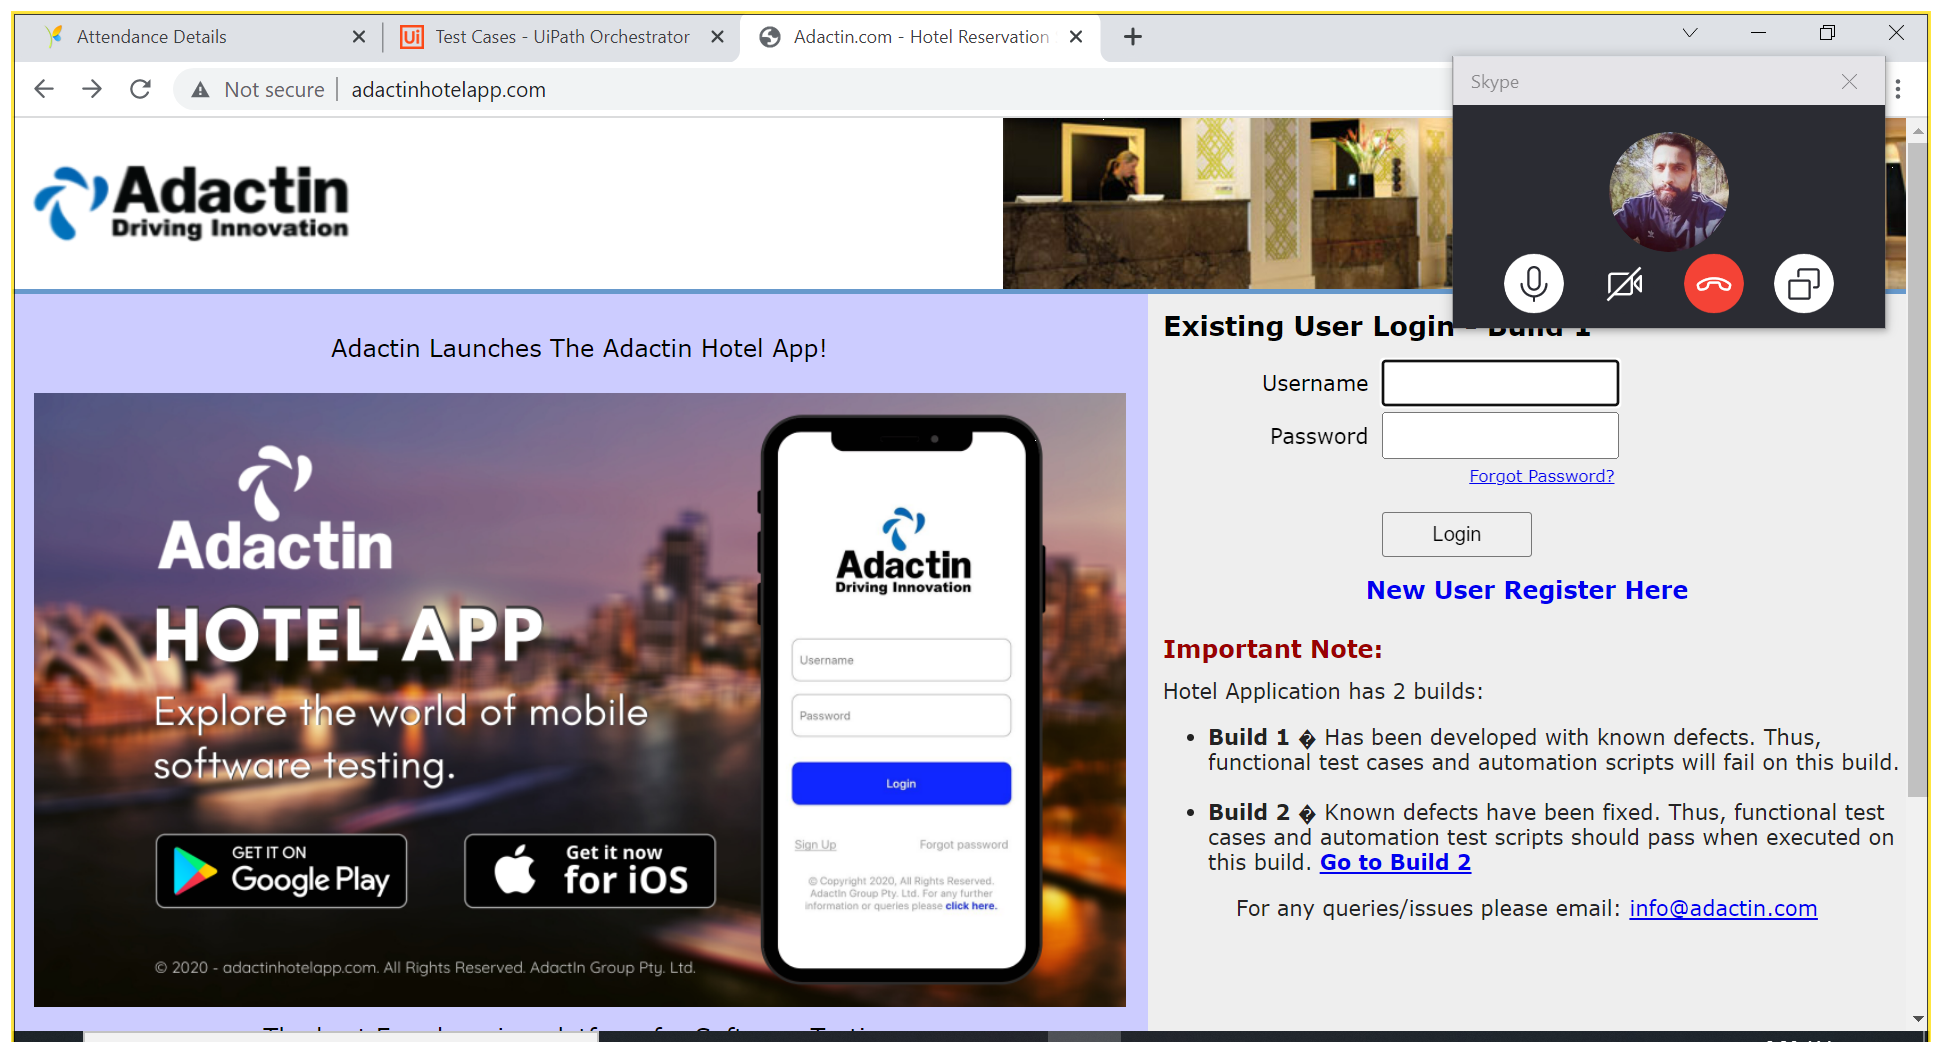 Attendance Details
Test Cases - UiPath Orchestrator
Adactin.com - Hotel Reservation
Not secure
adactinhotelapp.com
Skype
Adactin
Driving Innovation
Adactin Launches The Adactin Hotel App!
Adactin
HOTEL APP
Explore the world of mobile
software testing.
GET IT ON
Google Play
Get it now
for iOS
© 2020 - adactinhotelapp.com. All Rights Reserved. AdactIn Group Pty. Ltd.
Adactin
Driving Innovation
Username
Password
Login
Sign Up
Forgot password
© Copyright 2020, All Rights Reserved.
AdactIn Group Pty. Ltd. For any further
information or queries please click here.
Existing User Login - Build 1
Username
Password
Forgot Password?
Login
New User Register Here
Important Note:
Hotel Application has 2 builds:
• Build 1 � Has been developed with known defects. Thus,
functional test cases and automation scripts will fail on this build.
• Build 2 � Known defects have been fixed. Thus, functional test
cases and automation test scripts should pass when executed on
this build. Go to Build 2
For any queries/issues please email: info@adactin.com